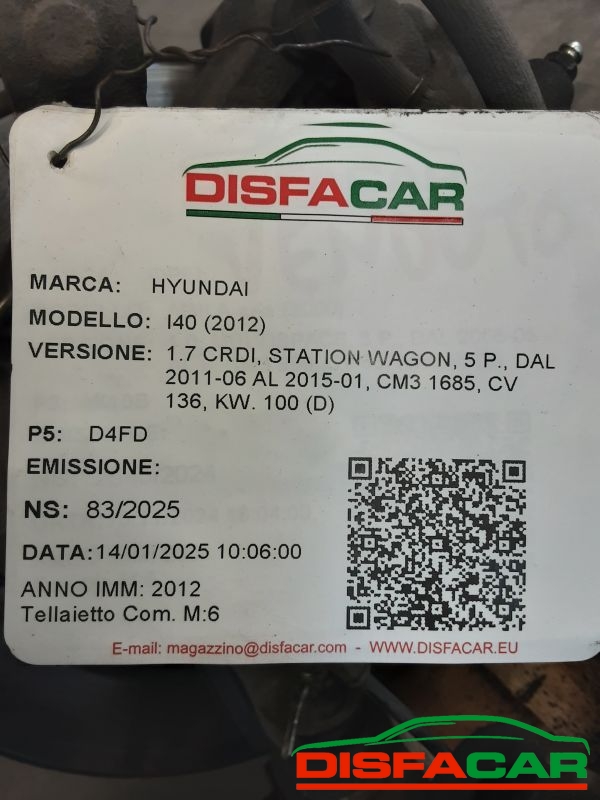 DISFACAR
MARCA: HYUNDAI
MODELLO: I40 (2012)
VERSIONE: 1.7 CRDI, STATION WAGON, 5 P., DAL
2011-06 AL 2015-01, CM3 1685, CV
136, KW. 100 (D)
P5: D4FD
EMISSIONE:
NS: 83/2025
DATA:14/01/2025 10:06:00
ANNO IMM: 2012
Tellaietto Com. M:6
E-mail: magazzino@disfacar.com - WWW.DISFACAR.EU
DISFACAR